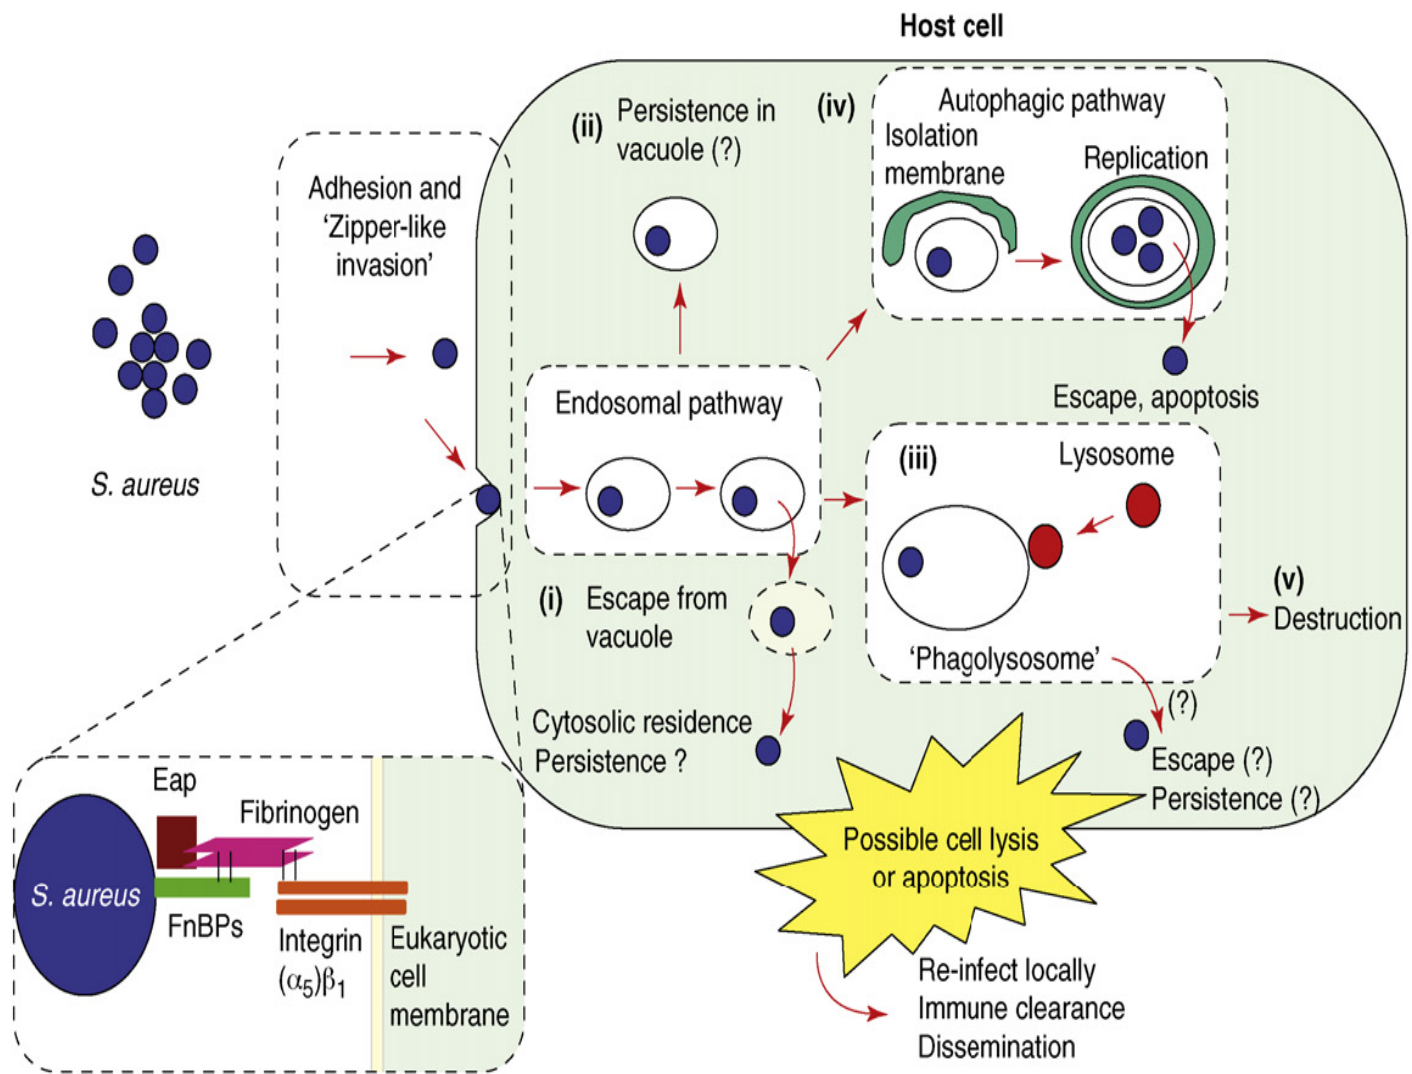 Host cell
(ii) Persistence in
vacuole (?)
(iv)
Autophagic pathway
Isolation
membrane
Replication
Escape, apoptosis
Adhesion and
‘Zipper-like
invasion’
S. aureus
Endosomal pathway
(iii)
Lysosome
‘Phagolysosome’
(v)
Destruction
(?)
Escape (?)
Persistence (?)
(i) Escape from
vacuole
Cytosolic residence
Persistence ?
Possible cell lysis
or apoptosis
Re-infect locally
Immune clearance
Dissemination
Eap
Fibrinogen
S. aureus
FnBPs
Integrin
(α5)β1
Eukaryotic
cell
membrane